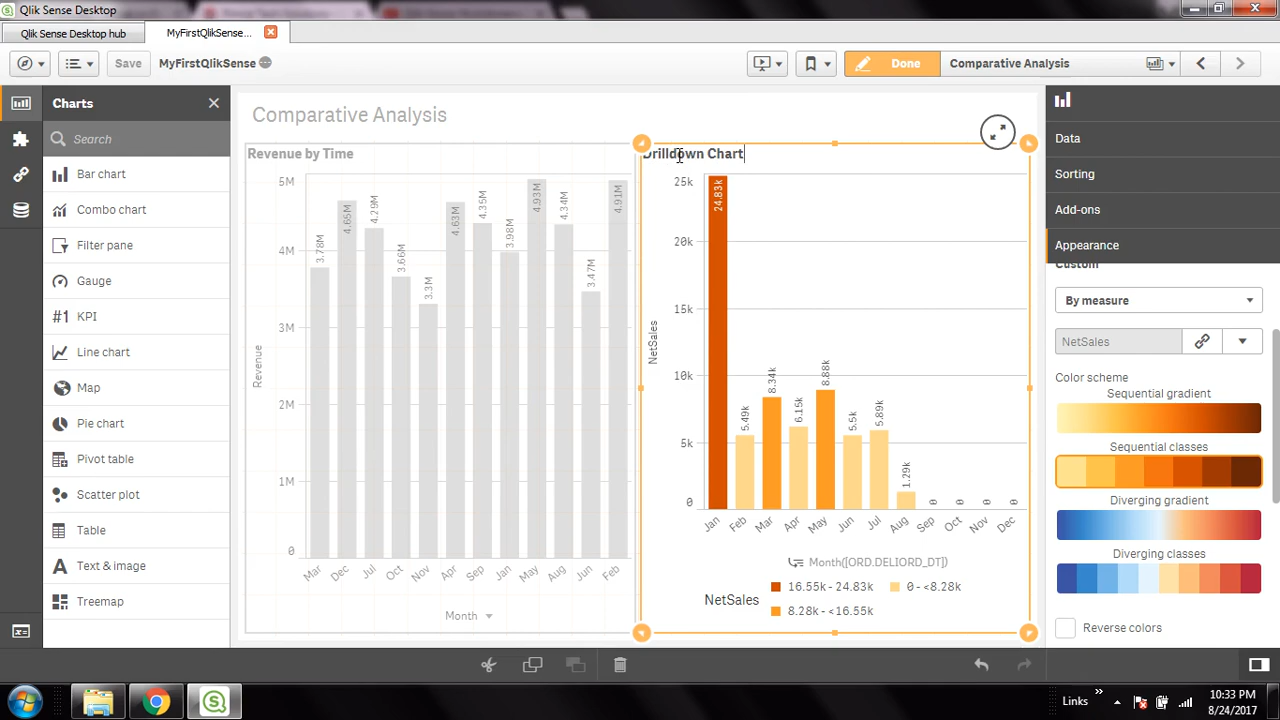 Qlik Sense Desktop
Qlik Sense Desktop hub
MyFirstQlikSense...
Save
MyFirstQlikSense
Done
Comparative Analysis
Charts
Search
Bar chart
Combo chart
Filter pane
Gauge
#1 KPI
Line chart
Map
Pie chart
Pivot table
Scatter plot
Table
A Text & image
Treemap
Comparative Analysis
Revenue by Time
5M
4M
3M
2M
1M
0
Revenue
3.78M
4.65M
4.29M
3.66M
3.3M
4.63M
4.35M
3.98M
4.93M
4.34M
3.47M
4.91M
Mar
Dec
Jul
Oct
Nov
Apr
Sep
Jan
May
Aug
Jun
Feb
Month
Drilldown Chart
25k
20k
15k
10k
5k
0
NetSales
24.83k
5.49k
8.34k
6.15k
8.88k
5.5k
5.89k
1.29k
0
0
0
0
Jan
Feb
Mar
Apr
May
Jun
Jul
Aug
Sep
Oct
Nov
Dec
Month([ORD.DELIORD_DT])
NetSales
16.55k - 24.83k
0 - <8.28k
8.28k - <16.55k
Data
Sorting
Add-ons
Appearance
Custom
By measure
NetSales
Color scheme
Sequential gradient
Sequential classes
Diverging gradient
Diverging classes
Reverse colors
Links
10:33 PM
8/24/2017